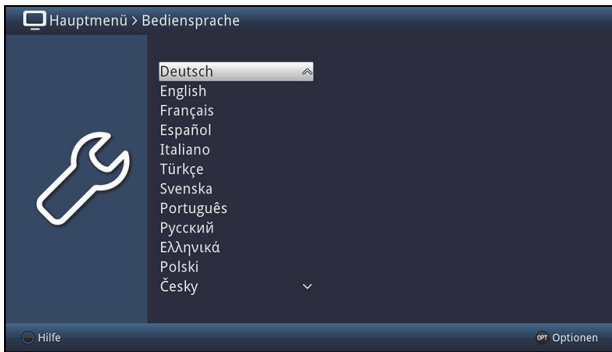 Hauptmenü > Bediensprache
Deutsch
English
Français
Español
Italiano
Türkçe
Svenska
Português
Русский
Ελληνικά
Polski
Česky
Hilfe
OPT Optionen